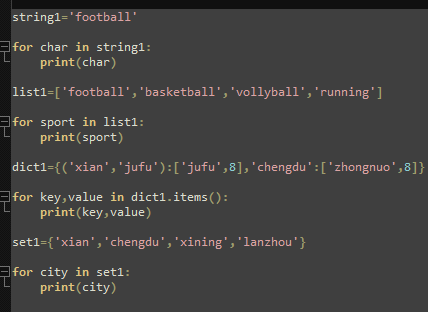 string1='football'
for char in string1:
    print(char)
list1=['football','basketball','vollyball','running']
for sport in list1:
    print(sport)
dict1={('xian','jufu'):['jufu',8],'chengdu':['zhongnuo',8]}
for key,value in dict1.items():
    print(key,value)
set1={'xian','chengdu','xining','lanzhou'}
for city in set1:
    print(city)